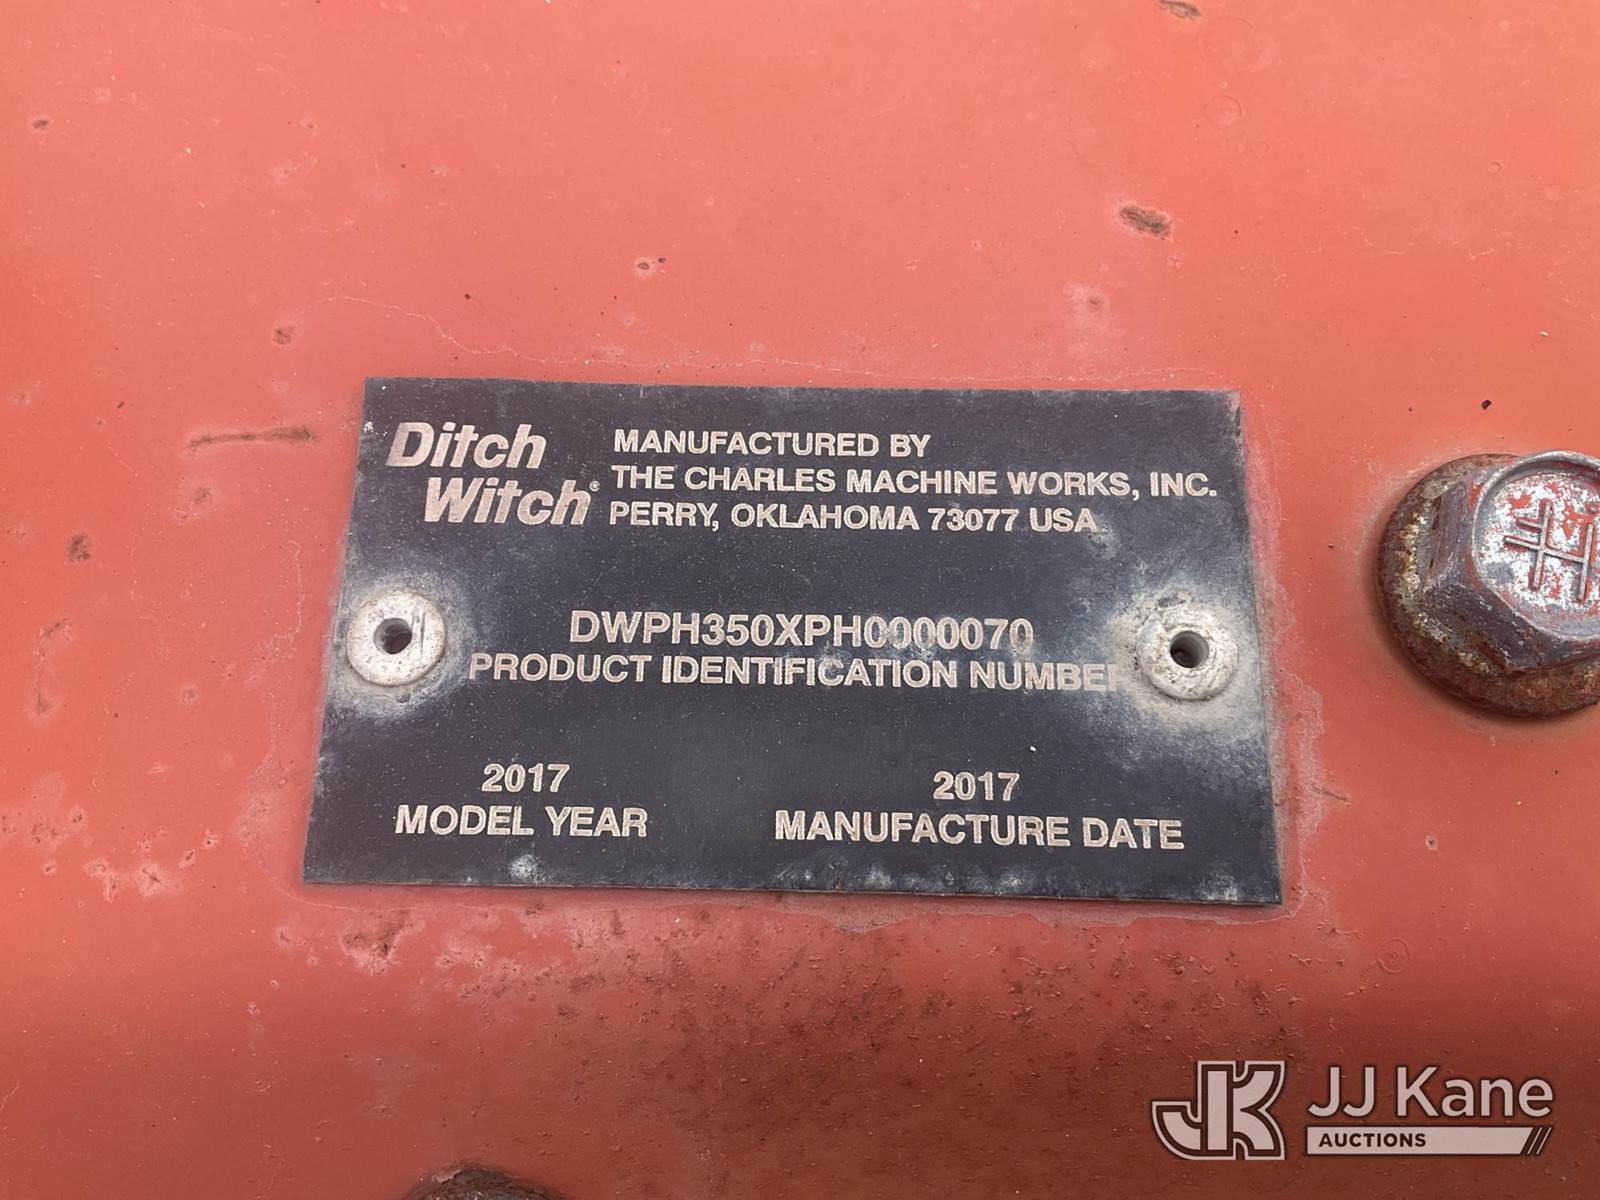 Ditch
Witch®
MANUFACTURED BY
THE CHARLES MACHINE WORKS, INC.
PERRY, OKLAHOMA 73077 USA
DWPH350XPH0000070
PRODUCT IDENTIFICATION NUMBER
2017
MODEL YEAR
2017
MANUFACTURE DATE
JK
JJ Kane
AUCTIONS